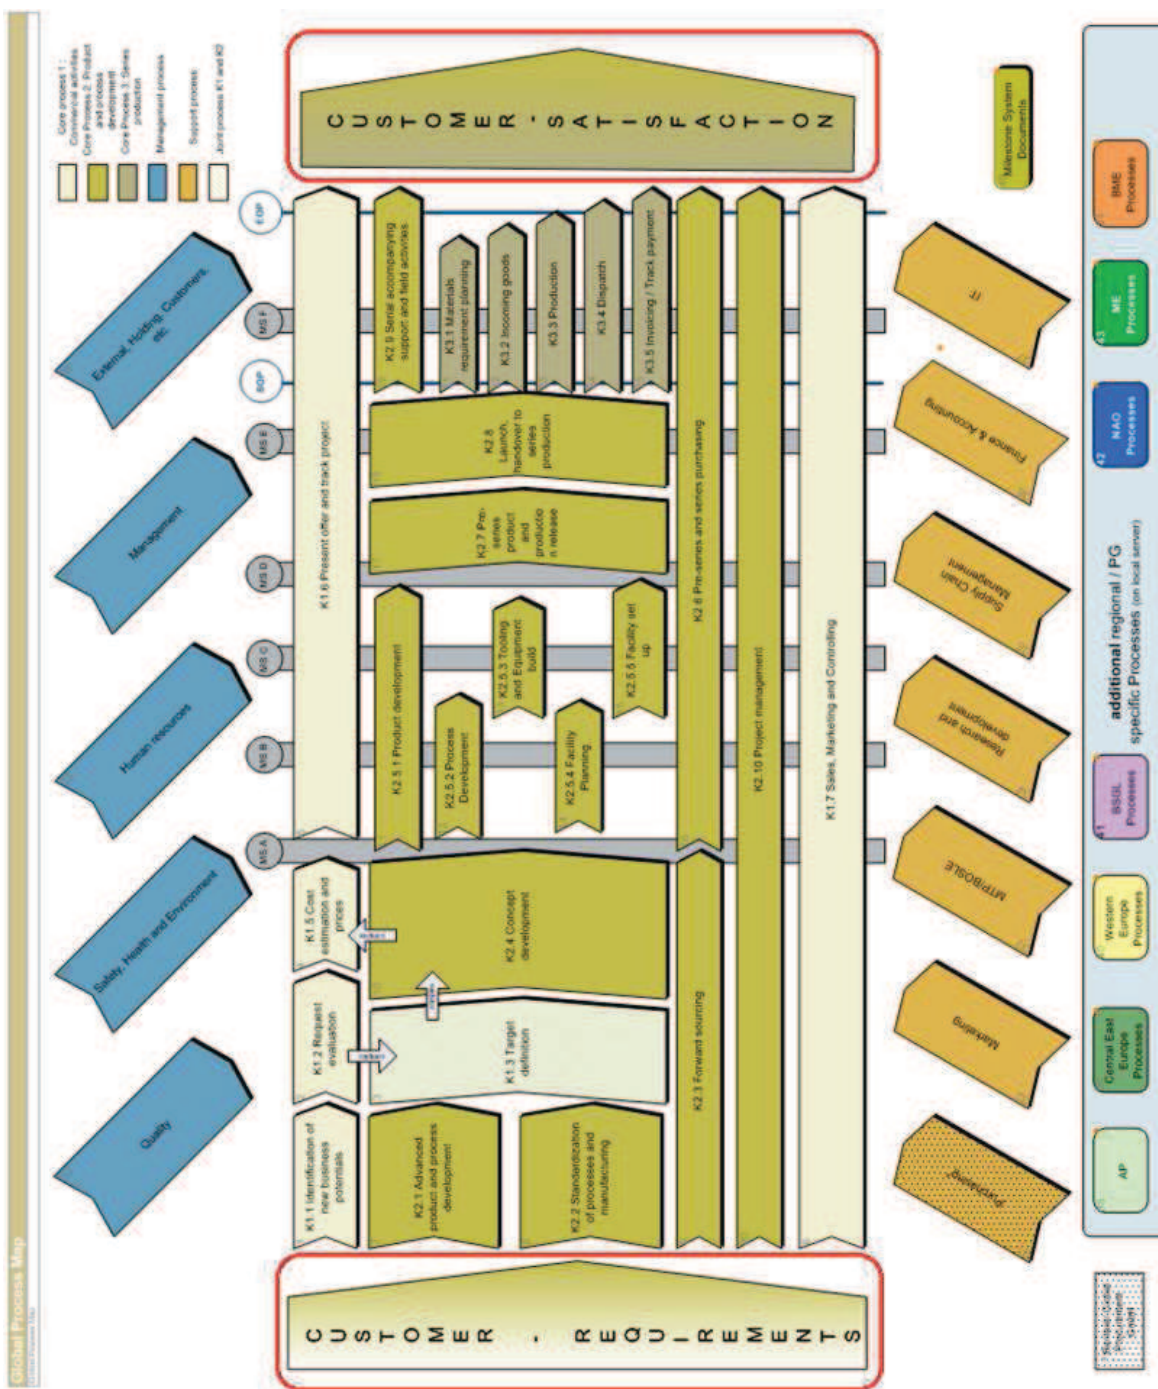 Global Process Map
Core process 1 :
Commercial activities
Core Process 2: Product
and process
development
Core Process 3: Series
production
Management process
Support process
Joint process K1 and K2
Quality
Safety, Health and Environment
Human resources
Management
External, Holding, Customers,
etc.
MS A
MS B
MS C
MS D
MS E
SOP
MS F
EOP
CUSTOMER - REQUIREMENTS
K1.1 Identification of
new business
potentials
K1.2 Request
evaluation
K1.5 Cost
estimation and
prices
K1.6 Present offer and track project
K2.1 Advanced
product and process
development
K2.2 Standardization
of processes and
manufacturing
K1.3 Target
definition
K2.4 Concept
development
K2.5.1 Product development
K2.5.2 Process
Development
K2.5.3 Tooling
and Equipment
build
K2.5.4 Facility
Planning
K2.5.5 Facility set
up
K2.7 Pre-
series
product
and
productio
n release
K2.8
Launch,
handover to
series
production
K2.9 Serial accompanying
support and field activities
K3.1 Materials
requirement planning
K3.2 Incoming goods
K3.3 Production
K3.4 Dispatch
K3.5 Invoicing / Track payment
K2.3 Forward sourcing
K2.6 Pre-series and series purchasing
K2.10 Project management
K1.7 Sales, Marketing and Controlling
CUSTOMER - SATISFACTION
Purchasing
Marketing
MTP/BOSLE
Research and
development
Supply Chain
Management
Finance & Accounting
IT
Milestone System
Documents
AP
Central East
Europe
Processes
Western
Europe
Processes
41
BSGL
Processes
additional regional / PG
specific Processes (on local server)
42
NAO
Processes
43
ME
Processes
BME
Processes